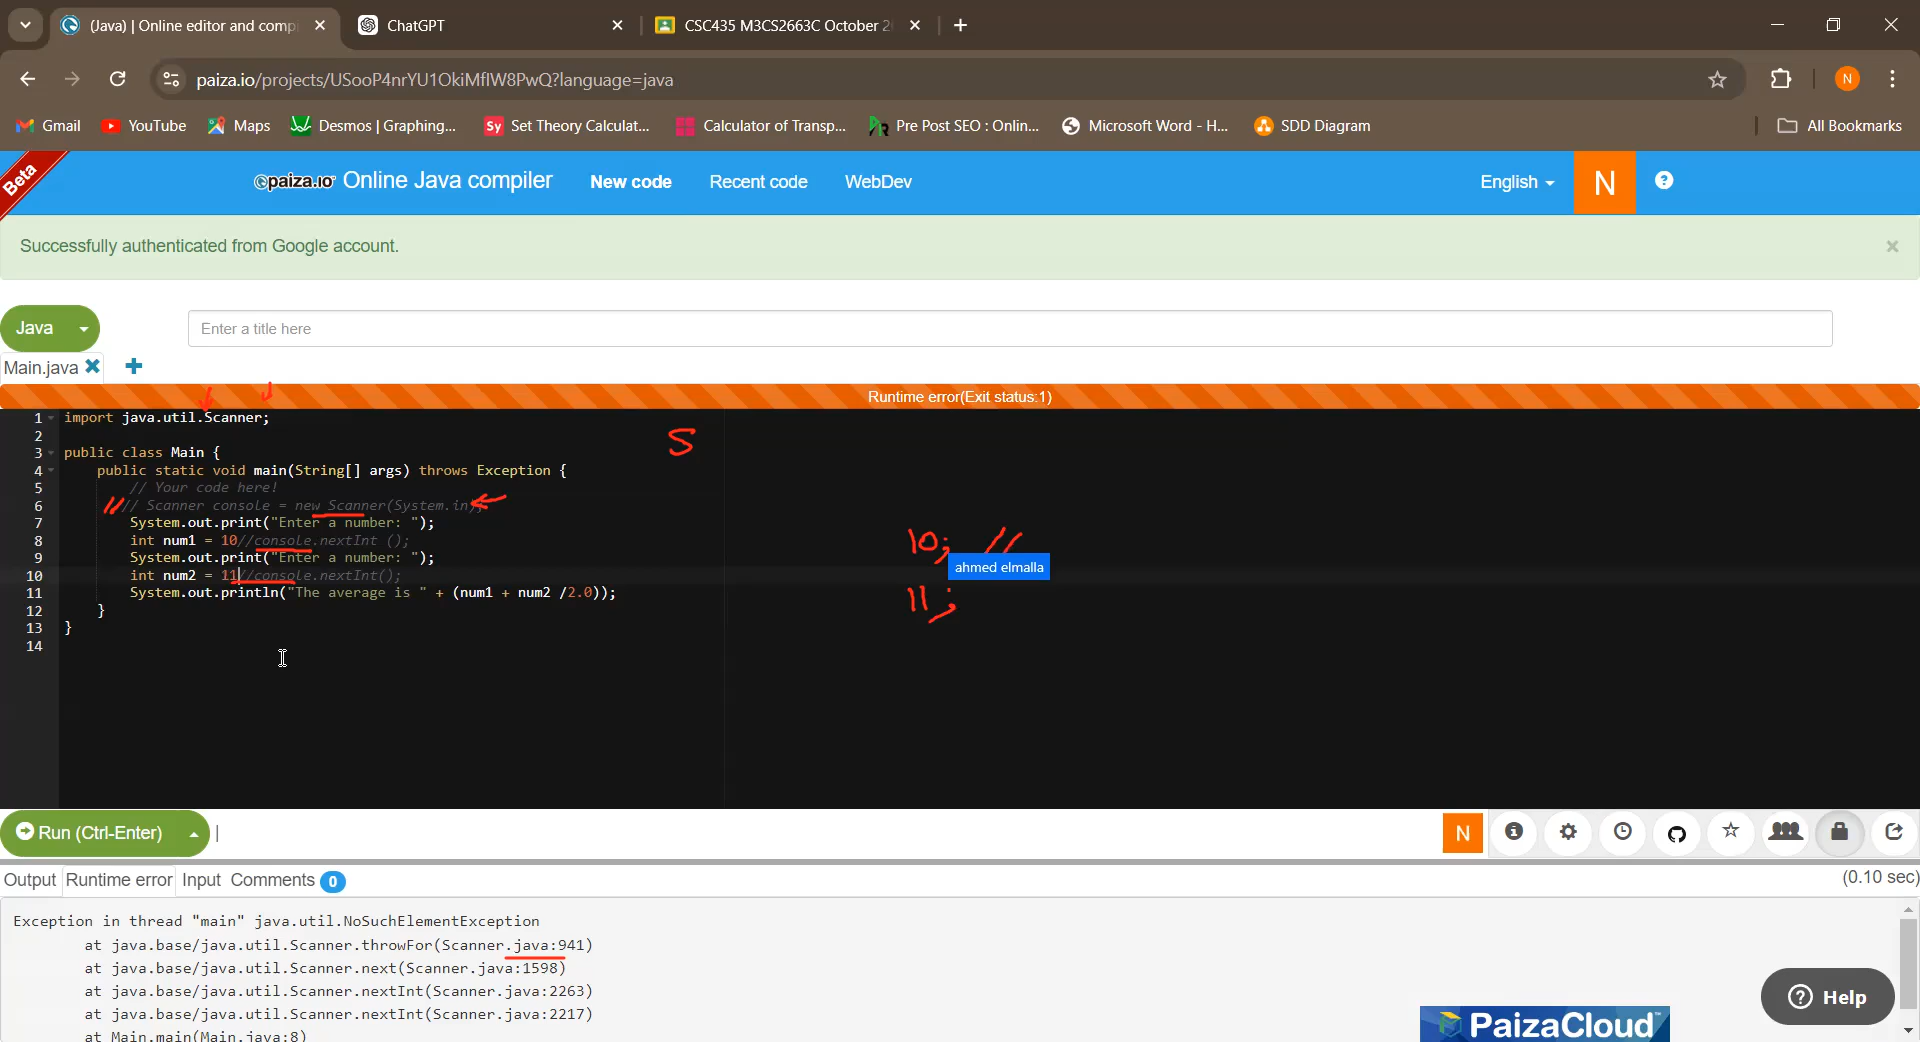 (Java) | Online editor and comp
ChatGPT
CSC435 M3CS2663C October 2
paiza.io/projects/USooP4nrYU1OkiMflW8PwQ?language=java
N
Gmail
YouTube
Maps
Desmos | Graphing...
Sy Set Theory Calculat...
Calculator of Transp...
Pre Post SEO : Onlin...
Microsoft Word - H...
SDD Diagram
All Bookmarks
Beta
@paiza.IO Online Java compiler
New code
Recent code
WebDev
English
N
?
Successfully authenticated from Google account.
×
Java
Enter a title here
Main.java
Runtime error(Exit status:1)
1 import java.util.Scanner;
S
2
3 public class Main {
4 public static void main(String[] args) throws Exception {
5 // Your code here!
6 // // Scanner console = new Scanner(System.in);
7 System.out.print("Enter a number: ");
8 int num1 = 10//console.nextInt ();
10; //
9 System.out.print("Enter a number: ");
ahmed elmalla
10 int num2 = 11//console.nextInt();
11 ;
11 System.out.println("The average is " + (num1 + num2 /2.0));
12 }
13 }
14
Run (Ctrl-Enter)
N
Output
Runtime error
Input
Comments 0
(0.10 sec)
Exception in thread "main" java.util.NoSuchElementException
at java.base/java.util.Scanner.throwFor(Scanner.java:941)
at java.base/java.util.Scanner.next(Scanner.java:1598)
at java.base/java.util.Scanner.nextInt(Scanner.java:2263)
at java.base/java.util.Scanner.nextInt(Scanner.java:2217)
at Main.main(Main.java:8)
Help
PaizaCloud